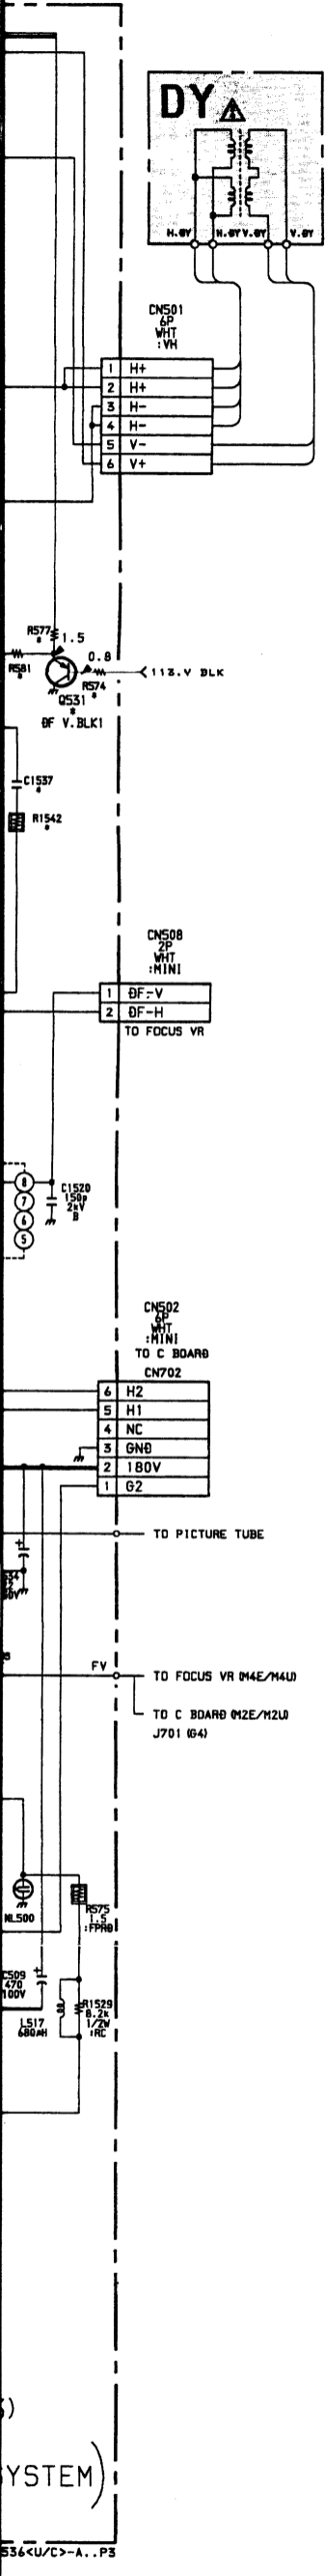 DY
H.DY H.DY V.DY V.DY
CN501
6P
WHT
:VH
1 H+
2 H+
3 H-
4 H-
5 V-
6 V+
R577
*
1.5
0.8
R581
*
R574
*
113.V BLK
Q531
*
DF V.BLK1
C1537
*
R1542
*
CN508
2P
WHT
:MINI
1 DF-V
2 DF-H
TO FOCUS VR
8
7
6
5
C1520
150p
2kV
B
CN502
6P
WHT
:MINI
TO C BOARD
CN702
6 H2
5 H1
4 NC
3 GND
2 180V
1 G2
TO PICTURE TUBE
FV
TO FOCUS VR (M4E/M4U)
TO C BOARD (M2E/M2U)
J701 (G4)
NL500
R575
1.5
:FPRD
C509
470
100V
L517
680µH
R1529
8.2k
1/2W
:RC
)
YSTEM)
536<U/C>-A..P3